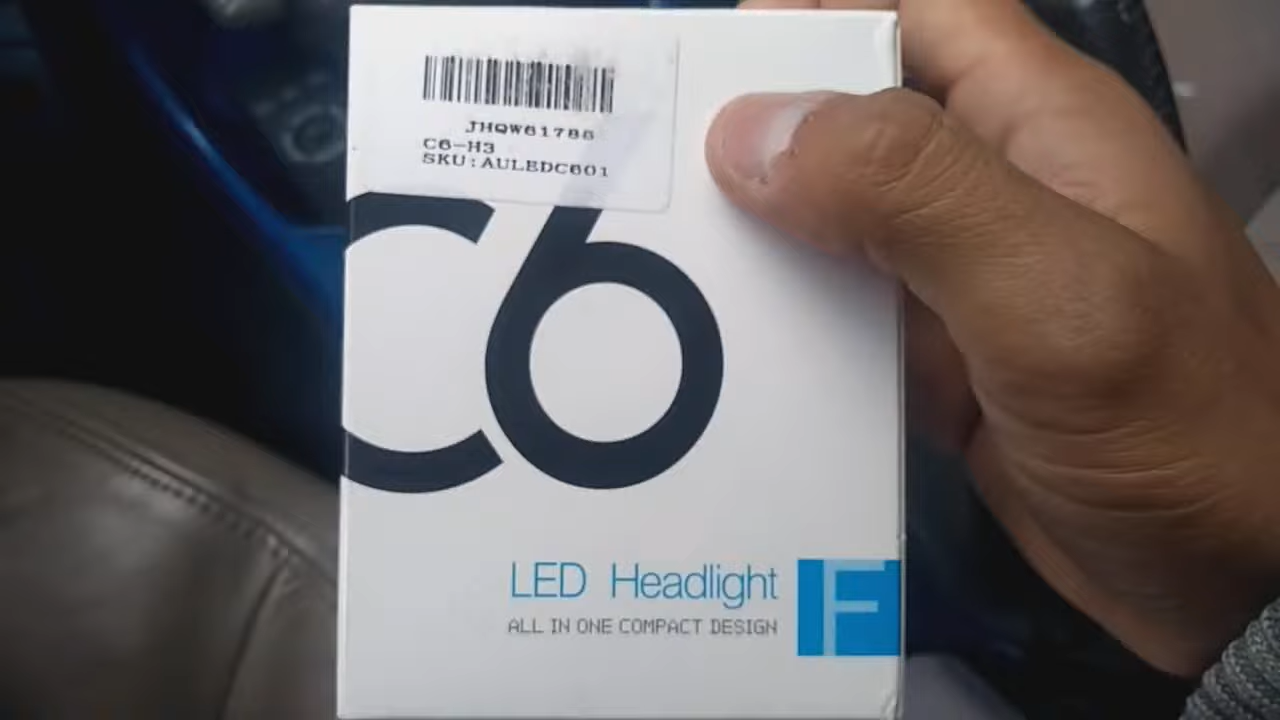 JHQW61786
C6-H3
SKU:AULEDC601
C6
LED Headlight
ALL IN ONE COMPACT DESIGN
F